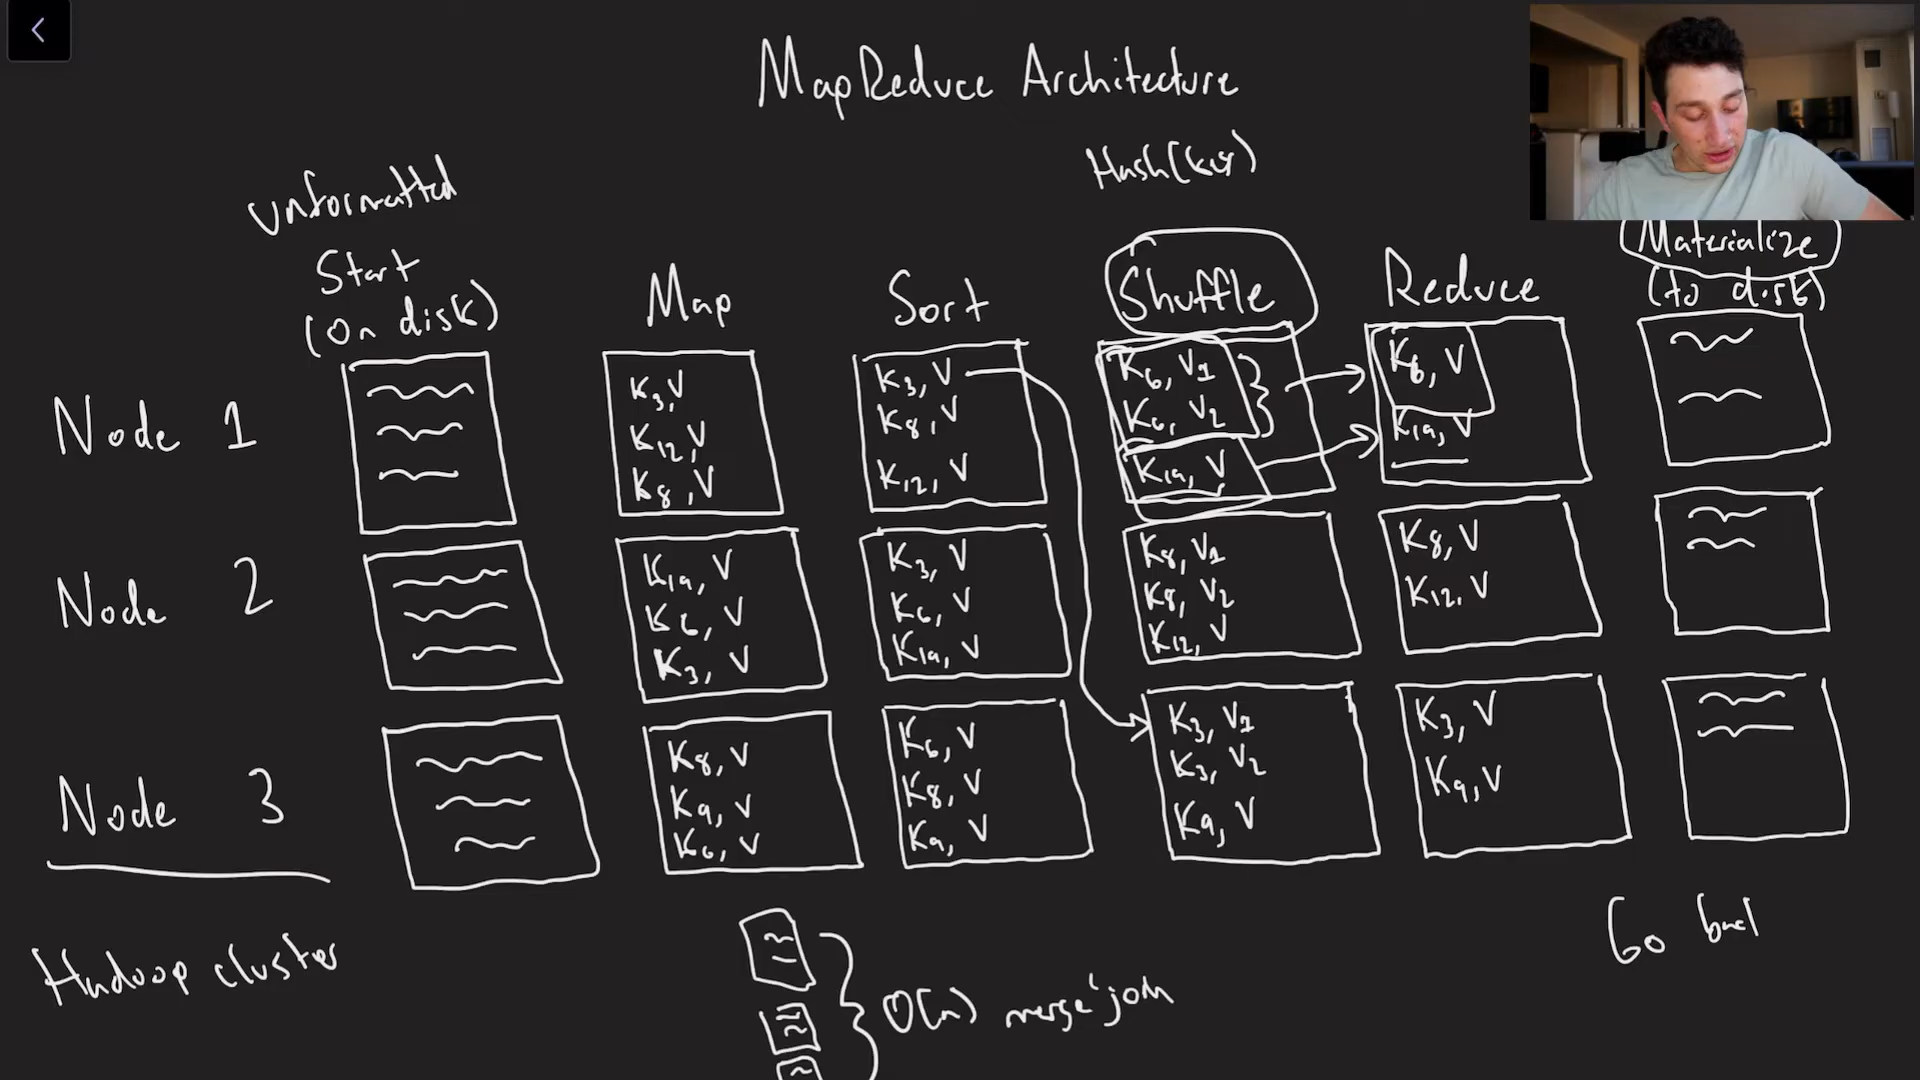 MapReduce Architecture
Hash(key)
unformatted
Start
(on disk)
Map
Sort
Shuffle
Reduce
Materialize
(to disk)
Node 1
K3,V
K12,V
K8,V
K3,V
K8,V
K12,V
K6,V1
K6,V2
K19,V
K6,V
K19,V
Node 2
K19,V
K6,V
K3,V
K3,V
K6,V
K19,V
K8,V1
K8,V2
K12,V
K8,V
K12,V
Node 3
K8,V
K9,V
K6,V
K6,V
K8,V
K9,V
K3,V1
K3,V2
K9,V
K3,V
K9,V
Hadoop cluster
O(n) merge join
Go